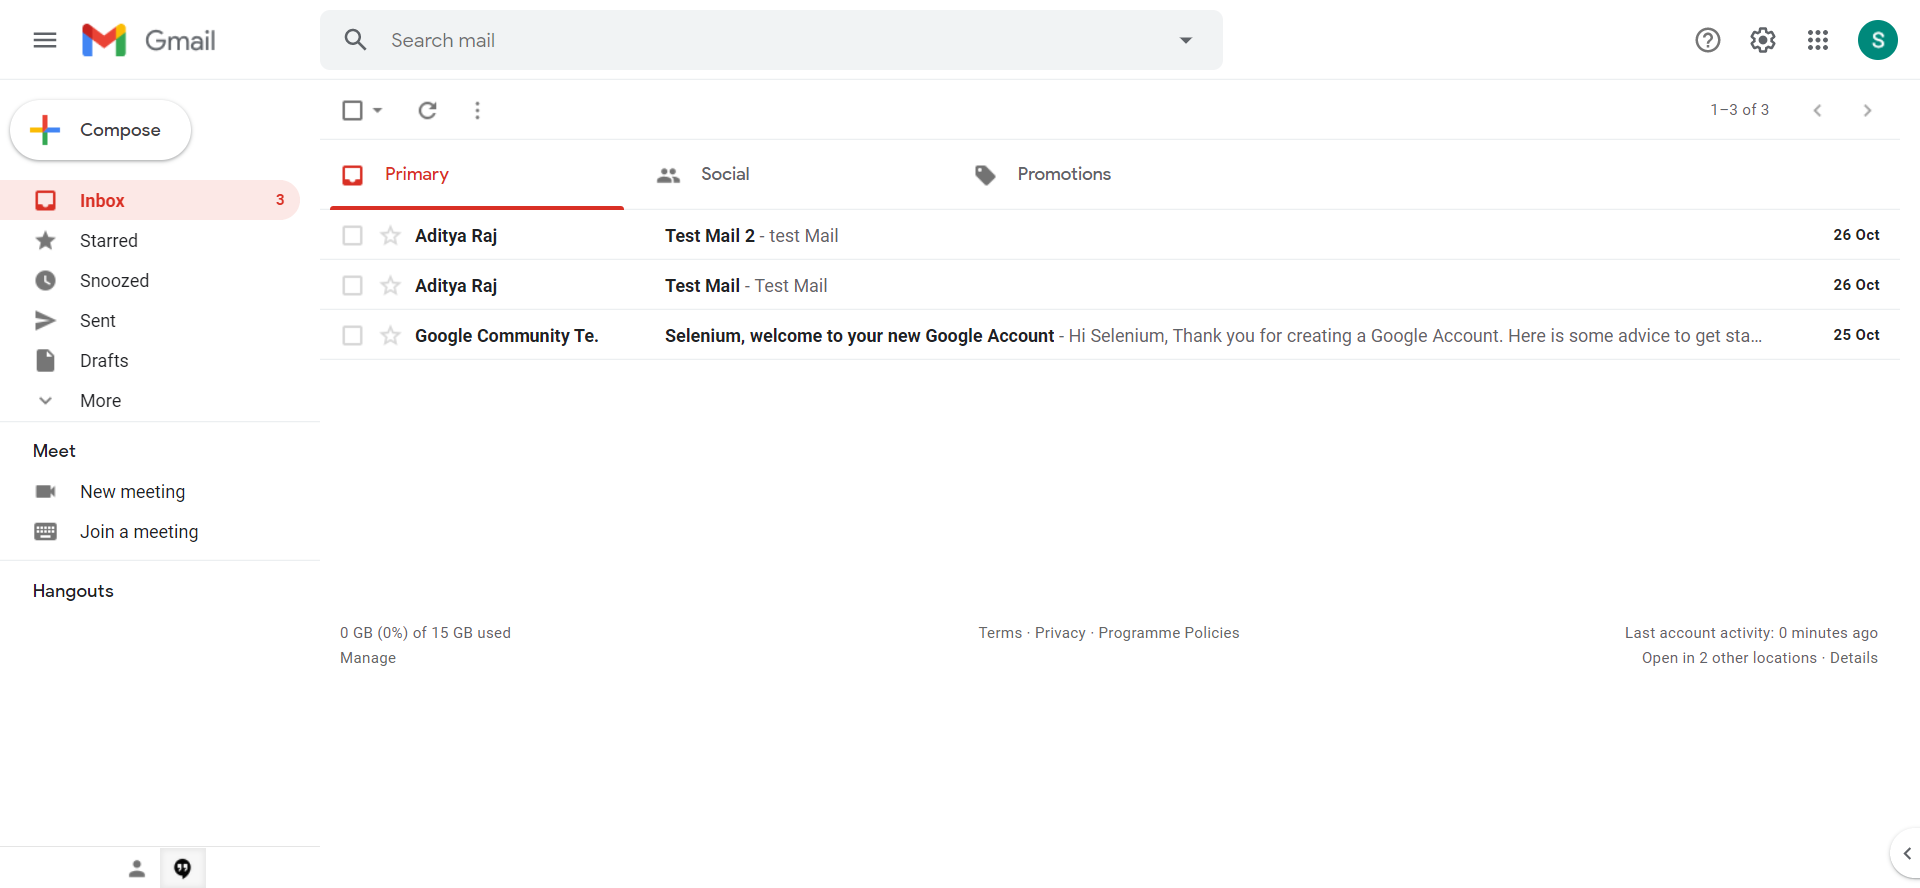 Gmail
Search mail
S
Compose
1–3 of 3
Inbox 3
Primary
Social
Promotions
Starred
Aditya Raj Test Mail 2 - test Mail 26 Oct
Snoozed
Aditya Raj Test Mail - Test Mail 26 Oct
Sent
Google Community Te. Selenium, welcome to your new Google Account - Hi Selenium, Thank you for creating a Google Account. Here is some advice to get sta... 25 Oct
Drafts
More
Meet
New meeting
Join a meeting
Hangouts
0 GB (0%) of 15 GB used
Manage
Terms · Privacy · Programme Policies
Last account activity: 0 minutes ago
Open in 2 other locations · Details